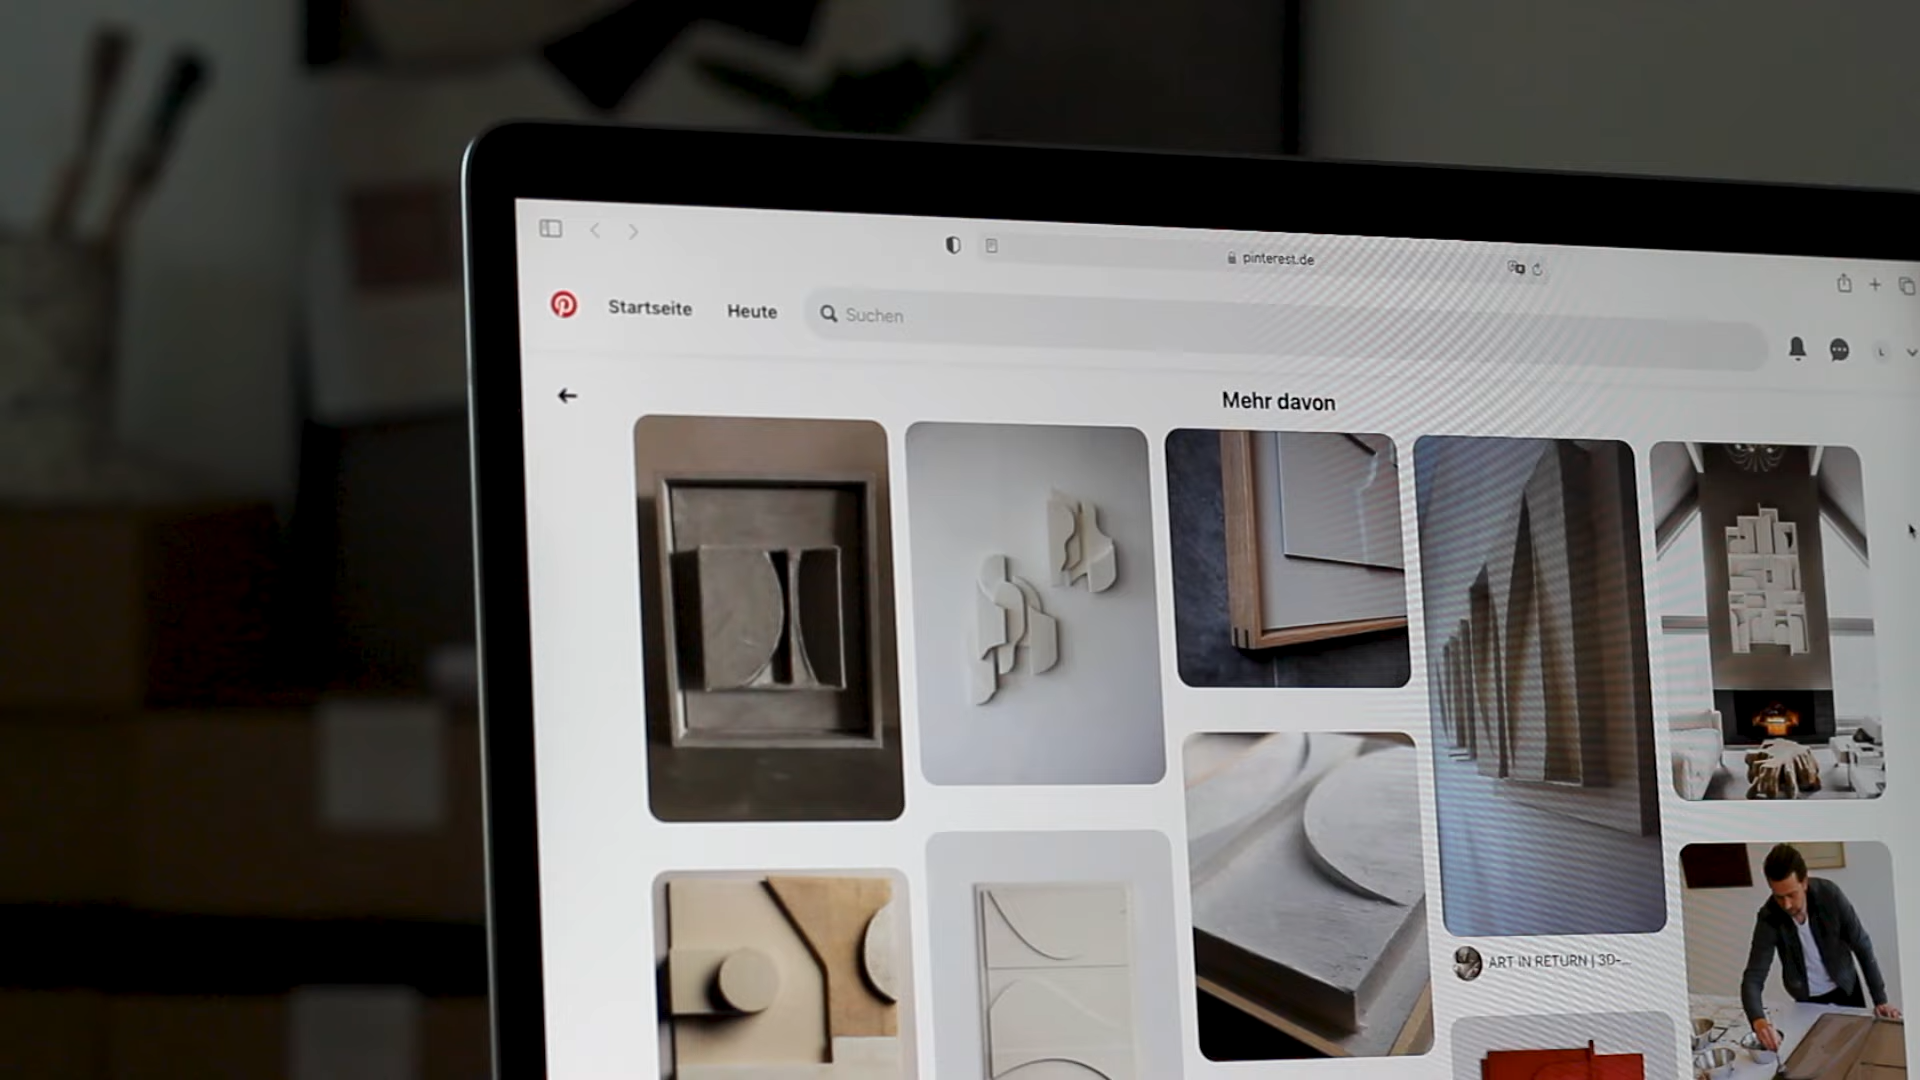 pinterest.de
Startseite
Heute
Suchen
L
Mehr davon
ART IN RETURN | 3D-...